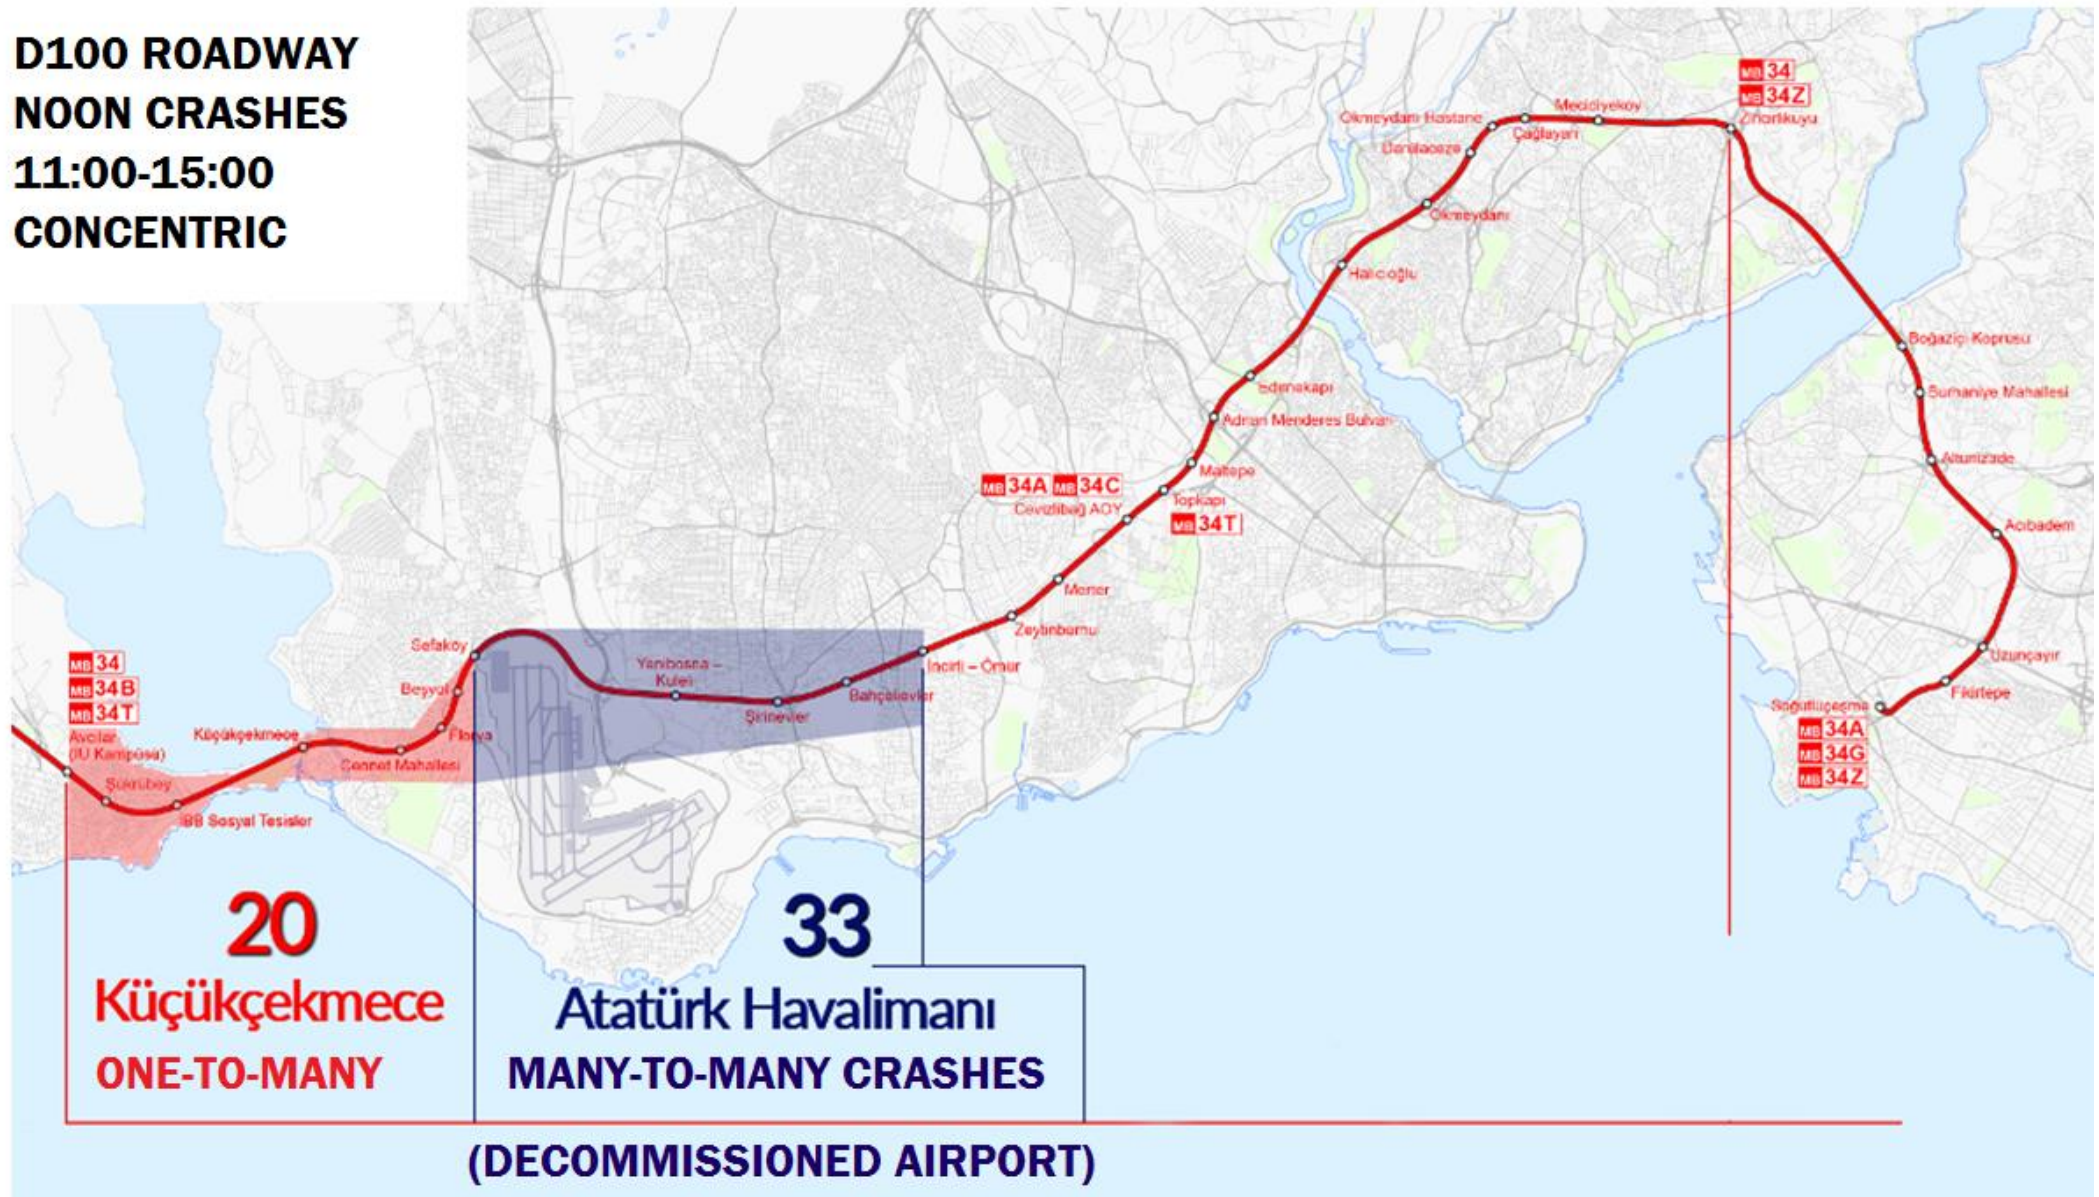 D100 ROADWAY
NOON CRASHES
11:00-15:00
CONCENTRIC
MB 34
MB 34Z
Zincirlikuyu
Mecidiyeköy
Çağlayan
Okmeydanı Hastane
Darülaceze
Okmeydanı
Halıcıoğlu
Edirnekapı
Adnan Menderes Bulvarı
Maltepe
Topkapı
MB 34T
MB 34A MB 34C
Cevizlibağ AÖY
Merter
Zeytinburnu
İncirli – Ömür
Bahçelievler
Şirinevler
Yenibosna –
Kuleli
Sefaköy
Beşyol
Florya
Cennet Mahallesi
Küçükçekmece
İBB Sosyal Tesisler
Şükrübey
MB 34
MB 34B
MB 34T
Avcılar
(İÜ Kampüsü)
Boğaziçi Köprüsü
Burhaniye Mahallesi
Altunizade
Acıbadem
Uzunçayır
Fikirtepe
Söğütlüçeşme
MB 34A
MB 34G
MB 34Z
20
Küçükçekmece
ONE-TO-MANY
33
Atatürk Havalimanı
MANY-TO-MANY CRASHES
(DECOMMISSIONED AIRPORT)